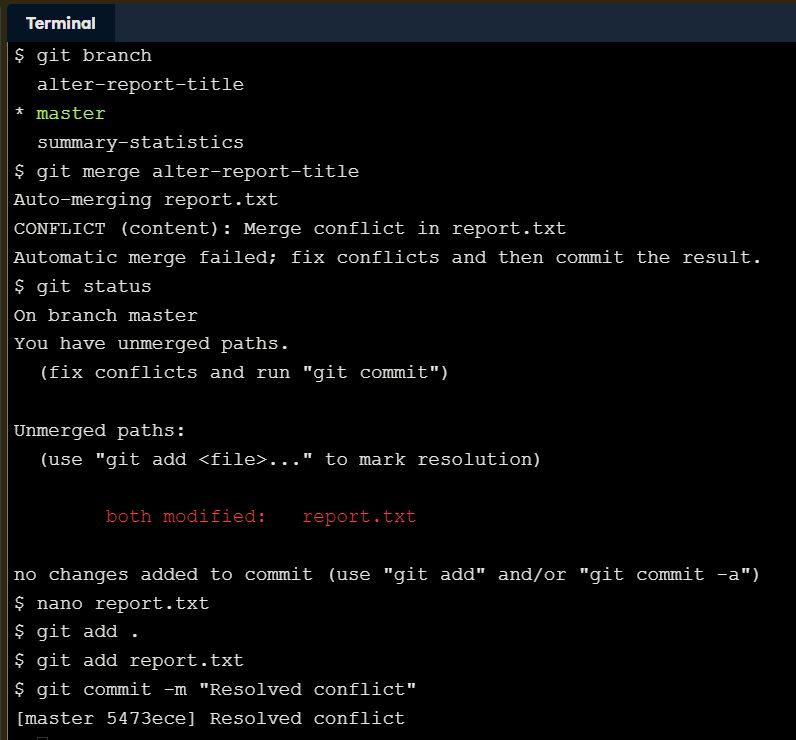 Terminal
$ git branch
  alter-report-title
* master
  summary-statistics
$ git merge alter-report-title
Auto-merging report.txt
CONFLICT (content): Merge conflict in report.txt
Automatic merge failed; fix conflicts and then commit the result.
$ git status
On branch master
You have unmerged paths.
  (fix conflicts and run "git commit")

Unmerged paths:
  (use "git add <file>..." to mark resolution)

        both modified:   report.txt

no changes added to commit (use "git add" and/or "git commit -a")
$ nano report.txt
$ git add .
$ git add report.txt
$ git commit -m "Resolved conflict"
[master 5473ece] Resolved conflict